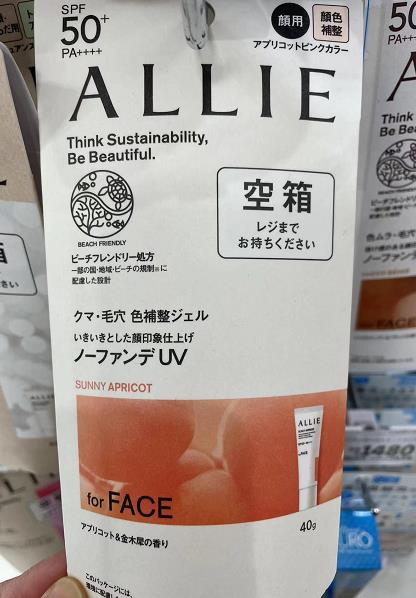 SPF
50+
PA++++
顔用
顔色
補整
アプリコットピンクカラー
ALLIE
Think Sustainability,
Be Beautiful.
BEACH FRIENDLY
空箱
レジまで
お持ちください
ビーチフレンドリー処方
一部の国・地域・ビーチの規制※に
配慮した設計
クマ・毛穴 色補整ジェル
いきいきとした顔印象仕上げ
ノーファンデUV
SUNNY APRICOT
ALLIE
for FACE
40g
アプリコット&金木犀の香り
このパッケージには、
1480